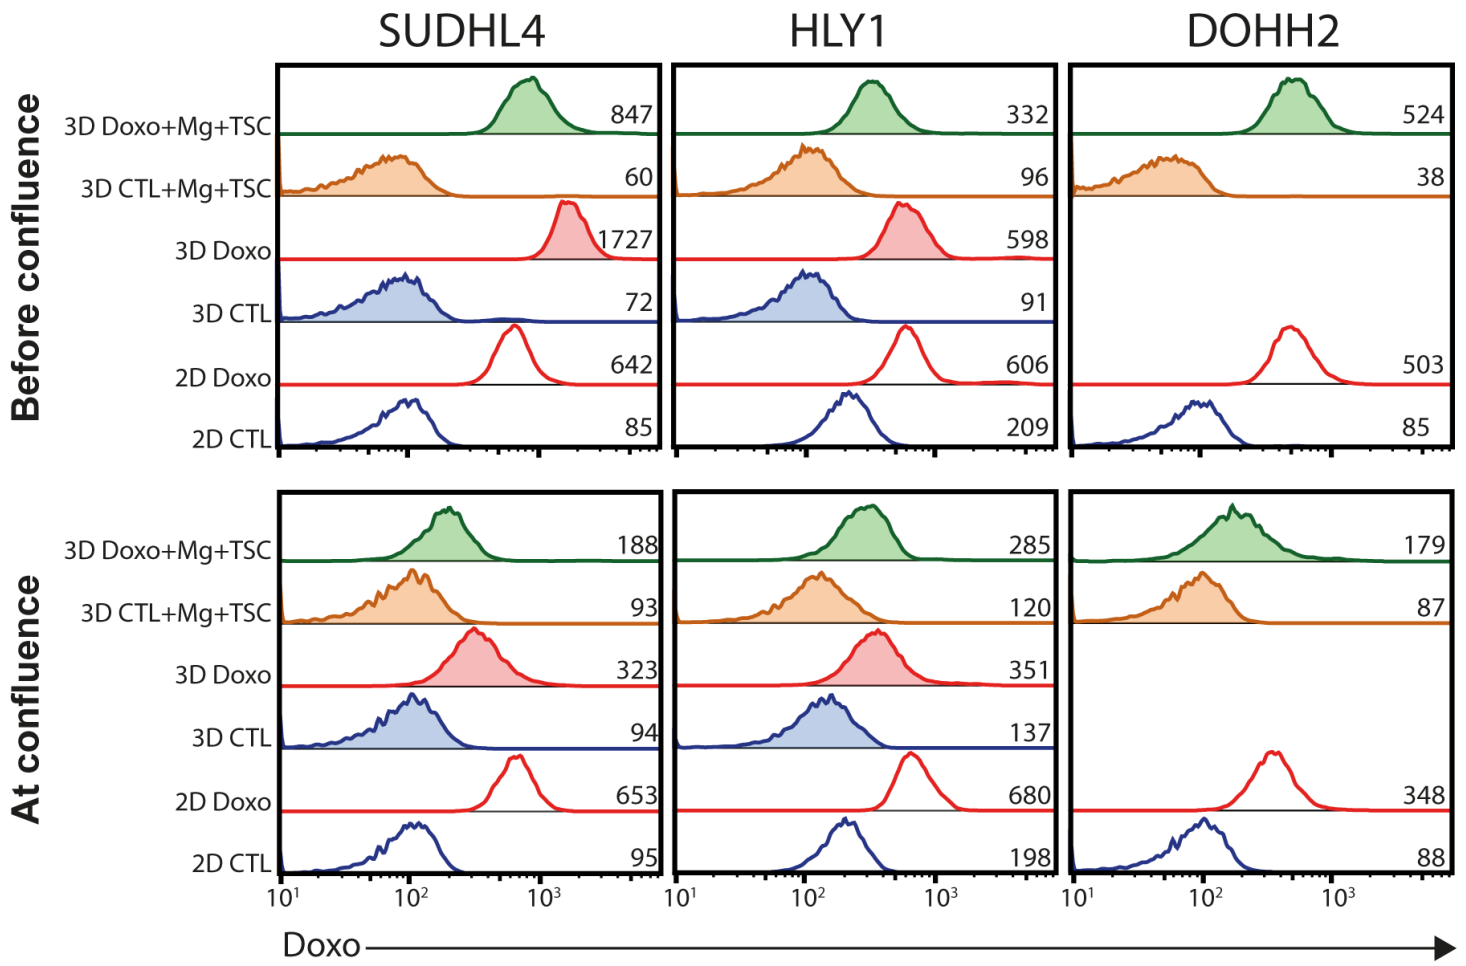 SUDHL4 HLY1 DOHH2
Before confluence
3D Doxo+Mg+TSC 847 332 524
3D CTL+Mg+TSC 60 96 38
3D Doxo 1727 598
3D CTL 72 91
2D Doxo 642 606 503
2D CTL 85 209 85
At confluence
3D Doxo+Mg+TSC 188 285 179
3D CTL+Mg+TSC 93 120 87
3D Doxo 323 351
3D CTL 94 137
2D Doxo 653 680 348
2D CTL 95 198 88
10¹ 10² 10³ 10¹ 10² 10³ 10¹ 10² 10³
Doxo